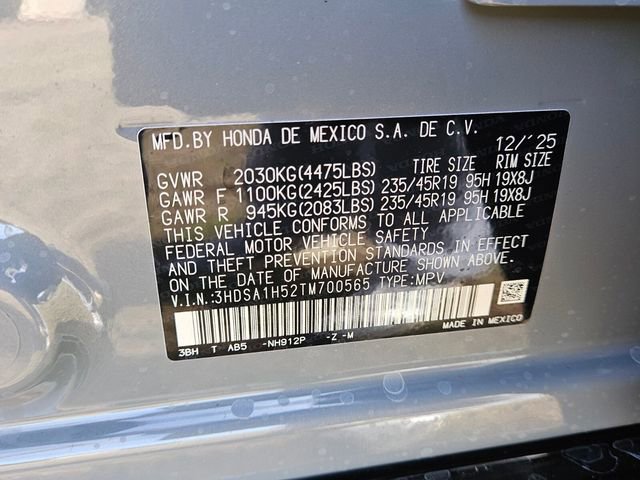 MFD.BY HONDA DE MEXICO S.A. DE C.V. 12/'25
GVWR 2030KG(4475LBS) TIRE SIZE RIM SIZE
GAWR F 1100KG(2425LBS) 235/45R19 95H 19X8J
GAWR R 945KG(2083LBS) 235/45R19 95H 19X8J
THIS VEHICLE CONFORMS TO ALL APPLICABLE
FEDERAL MOTOR VEHICLE SAFETY
AND THEFT PREVENTION STANDARDS IN EFFECT
ON THE DATE OF MANUFACTURE SHOWN ABOVE.
V.I.N.:3HDSA1H52TM700565 TYPE:MPV
MADE IN MEXICO
3BH T AB5 -NH912P -Z -M